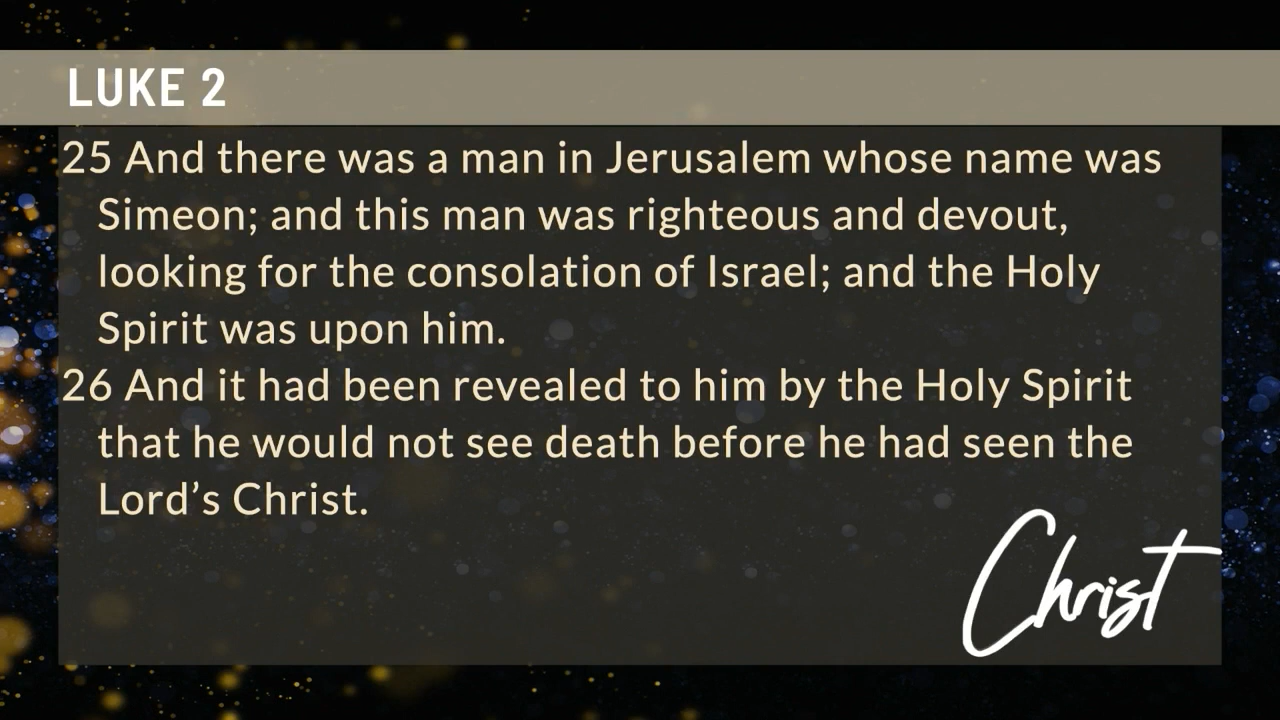 LUKE 2
25 And there was a man in Jerusalem whose name was
Simeon; and this man was righteous and devout,
looking for the consolation of Israel; and the Holy
Spirit was upon him.
26 And it had been revealed to him by the Holy Spirit
that he would not see death before he had seen the
Lord’s Christ.
Christ